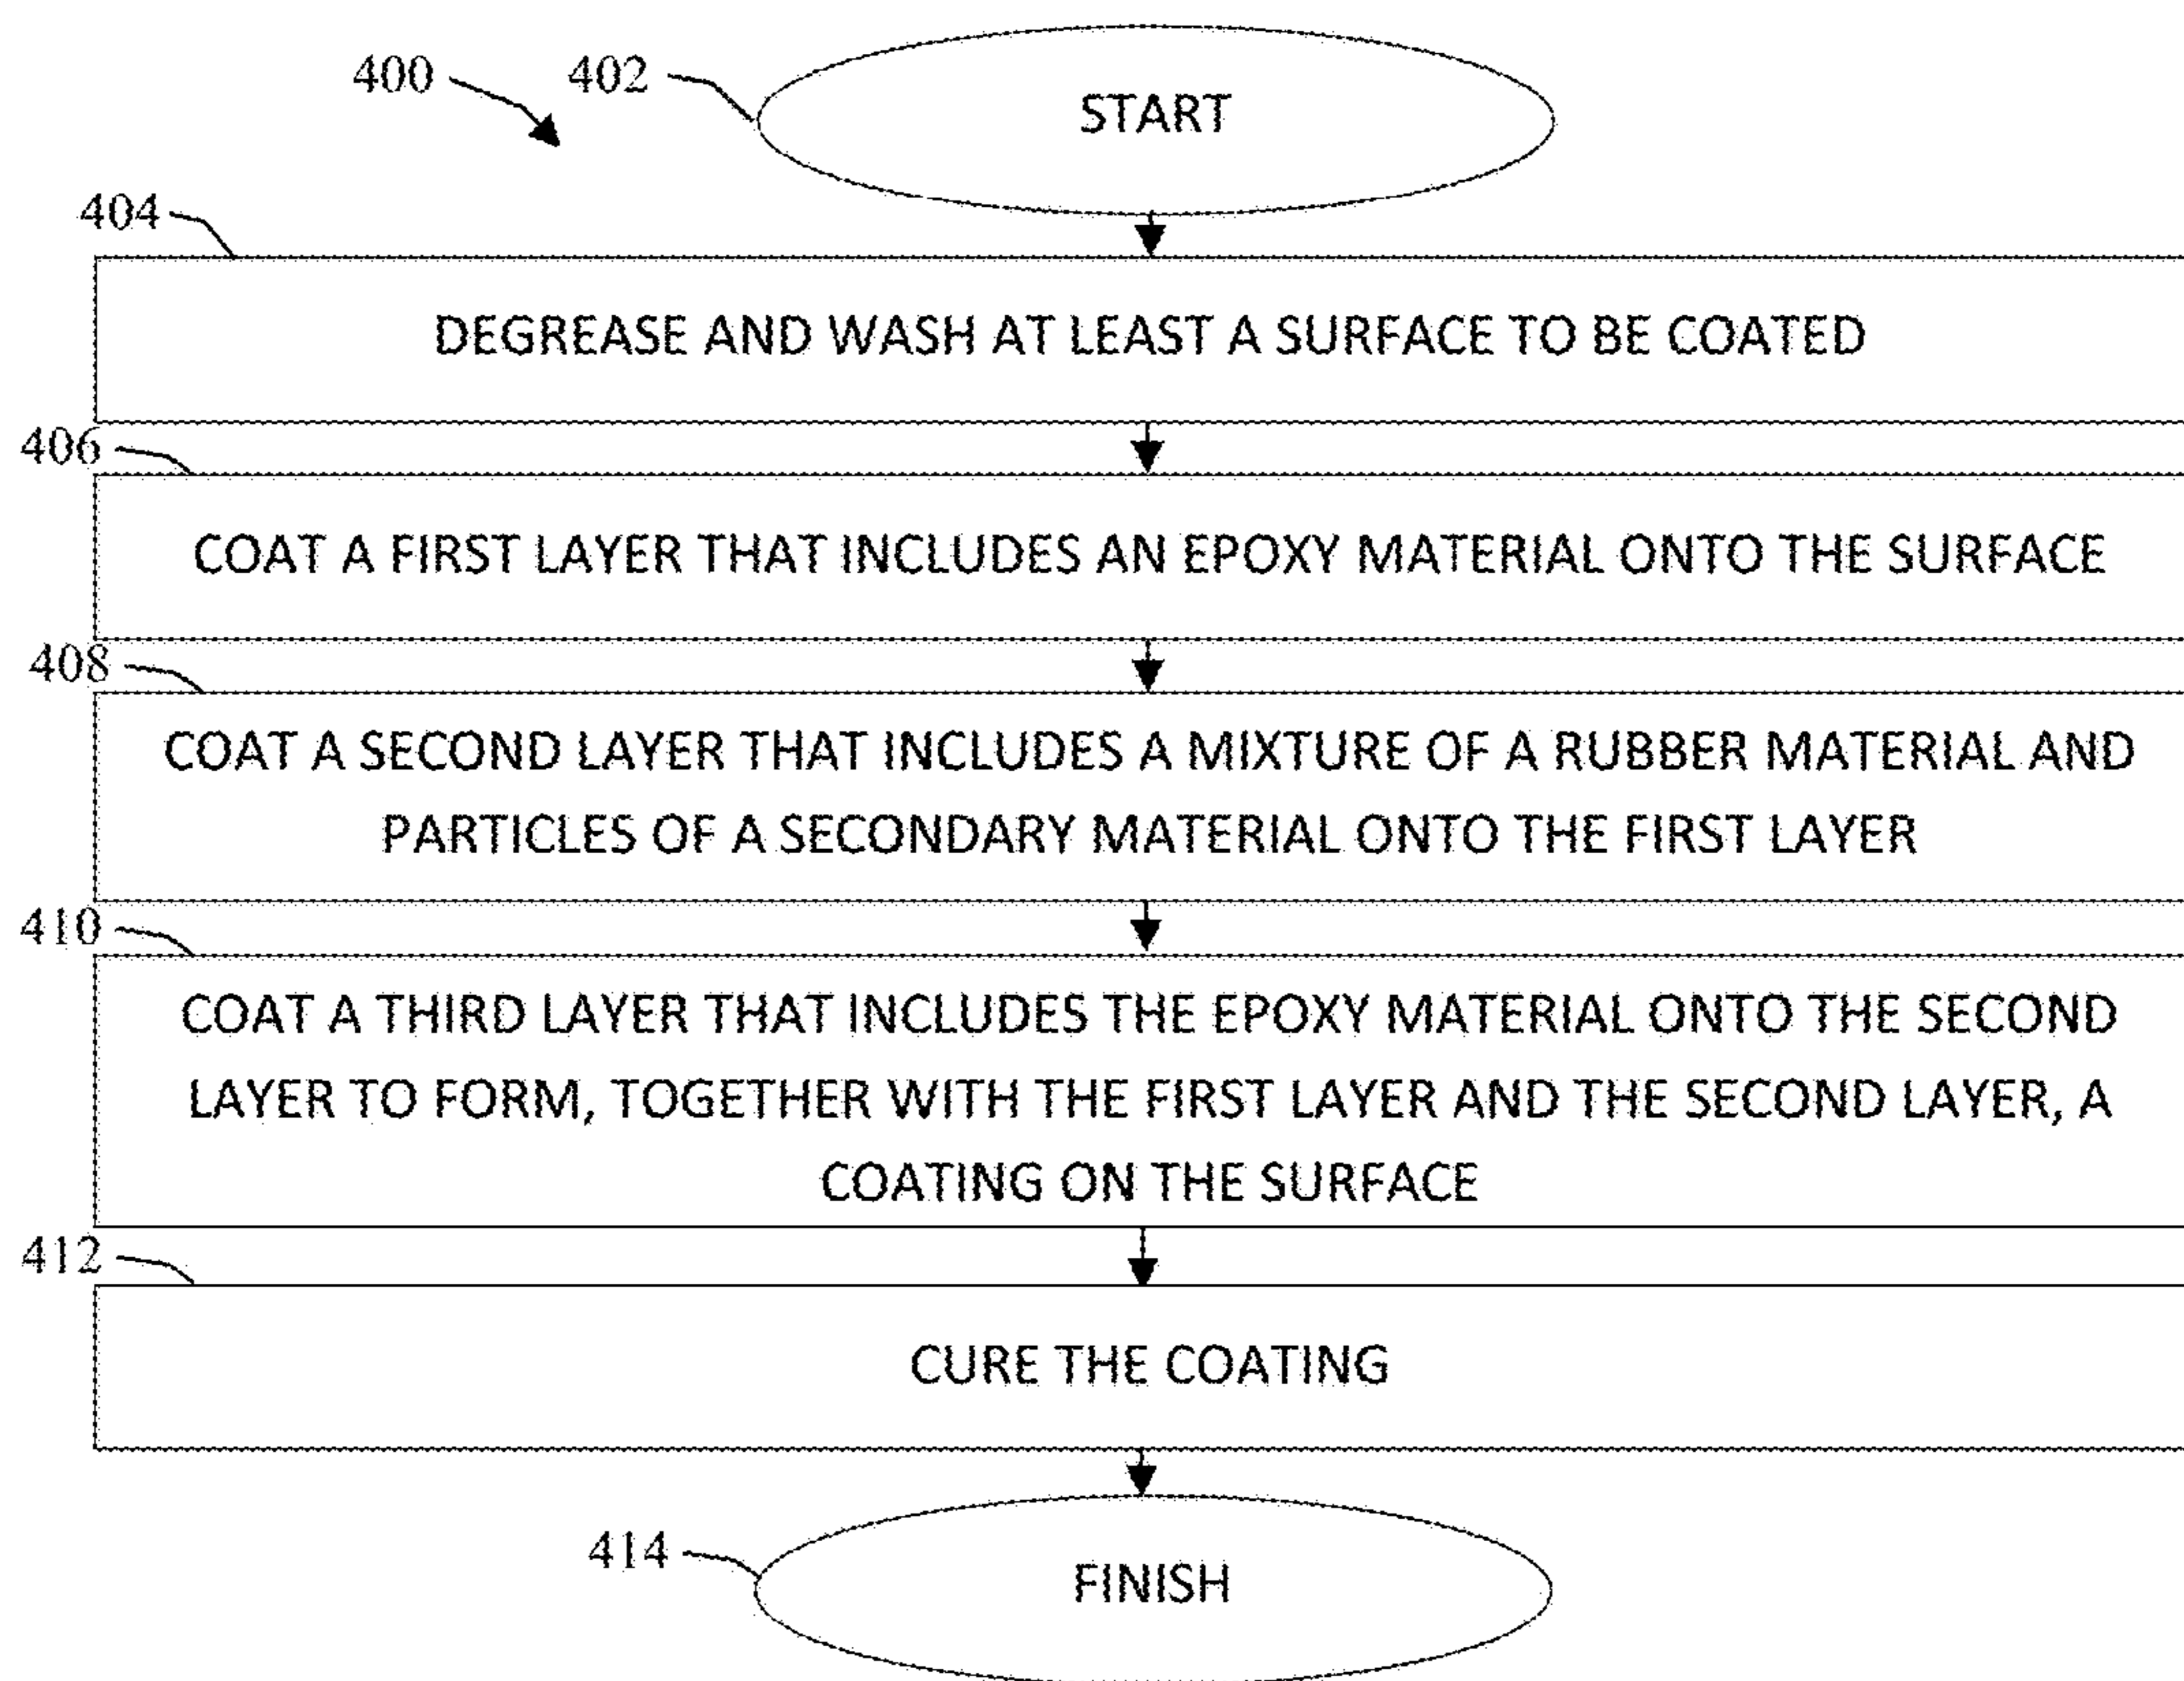 400
402
START
404
DEGREASE AND WASH AT LEAST A SURFACE TO BE COATED
406
COAT A FIRST LAYER THAT INCLUDES AN EPOXY MATERIAL ONTO THE SURFACE
408
COAT A SECOND LAYER THAT INCLUDES A MIXTURE OF A RUBBER MATERIAL AND
PARTICLES OF A SECONDARY MATERIAL ONTO THE FIRST LAYER
410
COAT A THIRD LAYER THAT INCLUDES THE EPOXY MATERIAL ONTO THE SECOND
LAYER TO FORM, TOGETHER WITH THE FIRST LAYER AND THE SECOND LAYER, A
COATING ON THE SURFACE
412
CURE THE COATING
414
FINISH